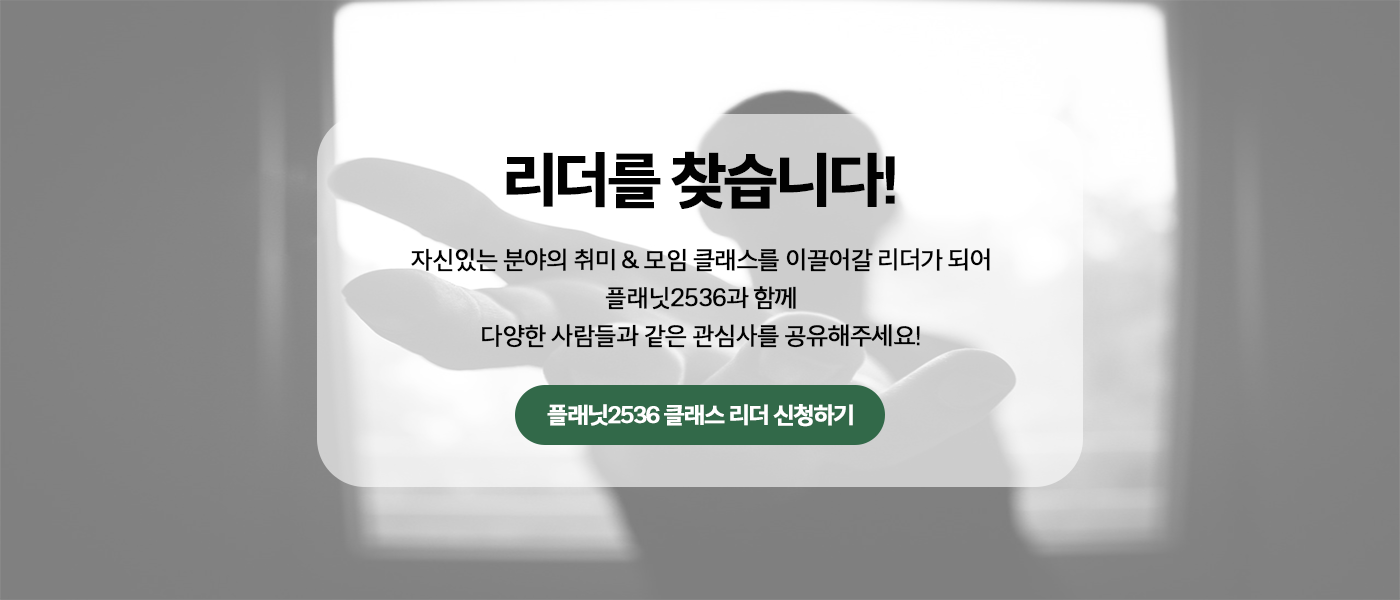 리더를 찾습니다!
자신있는 분야의 취미 & 모임 클래스를 이끌어갈 리더가 되어
플래닛2536과 함께
다양한 사람들과 같은 관심사를 공유해주세요!
플래닛2536 클래스 리더 신청하기